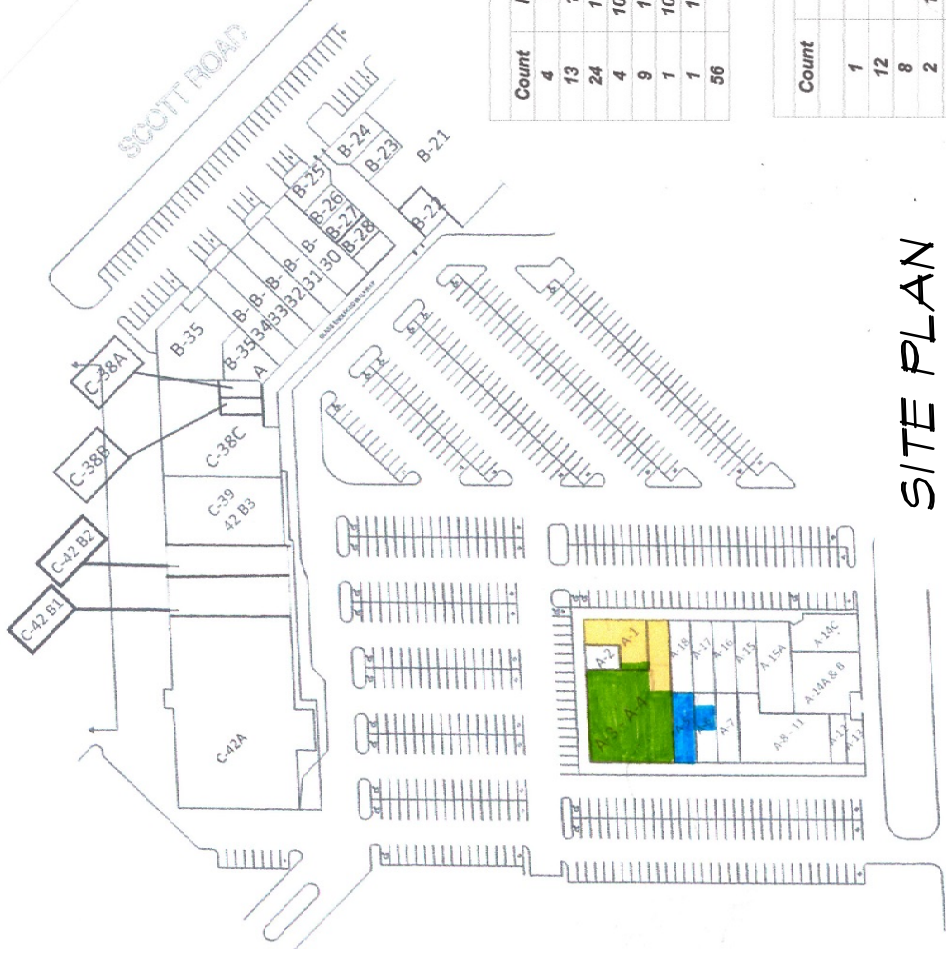 SCOTT ROAD
C-38A
C-38B
C-42 B2
C-42 B1
B-24
B-23
B-21
B-25
B-26
B-27
B-28
B-22
B-
30
B-
31
B-
32
B-
33
B-
34
B-35
B-35
A
C-38C
C-39
42 B3
C-42A
A-1
A-2
A-3 - A-4
A-18
A-17
A-16
A-15
A-15A
A-14C
A-14A & B
A-7
A-8 - 11
A-12
A-13
Count
4
13
24
4
9
1
1
56
Count
1
12
8
2
SITE PLAN